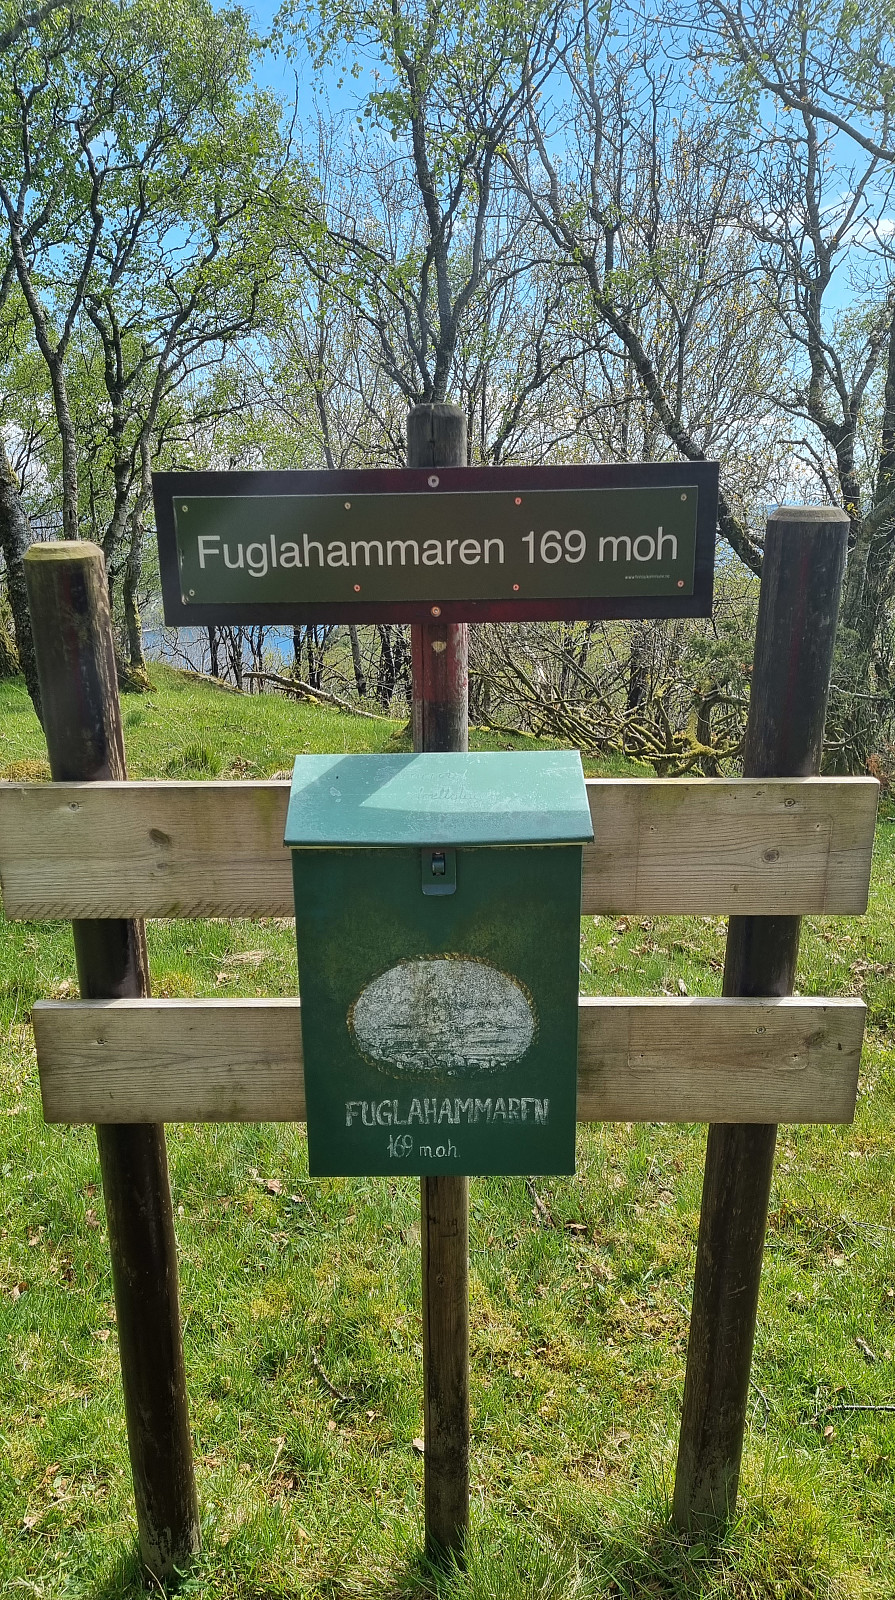 Fuglahammaren 169 moh
FUGLAHAMMAREN
169 m.o.h.